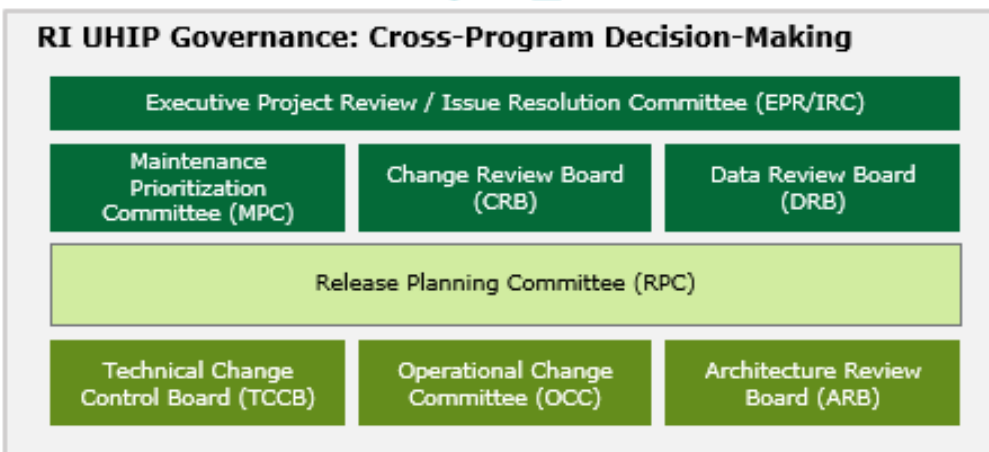 RI UHIP Governance: Cross-Program Decision-Making
Executive Project Review / Issue Resolution Committee (EPR/IRC)
Maintenance
Prioritization
Committee (MPC)
Change Review Board
(CRB)
Data Review Board
(DRB)
Release Planning Committee (RPC)
Technical Change
Control Board (TCCB)
Operational Change
Committee (OCC)
Architecture Review
Board (ARB)